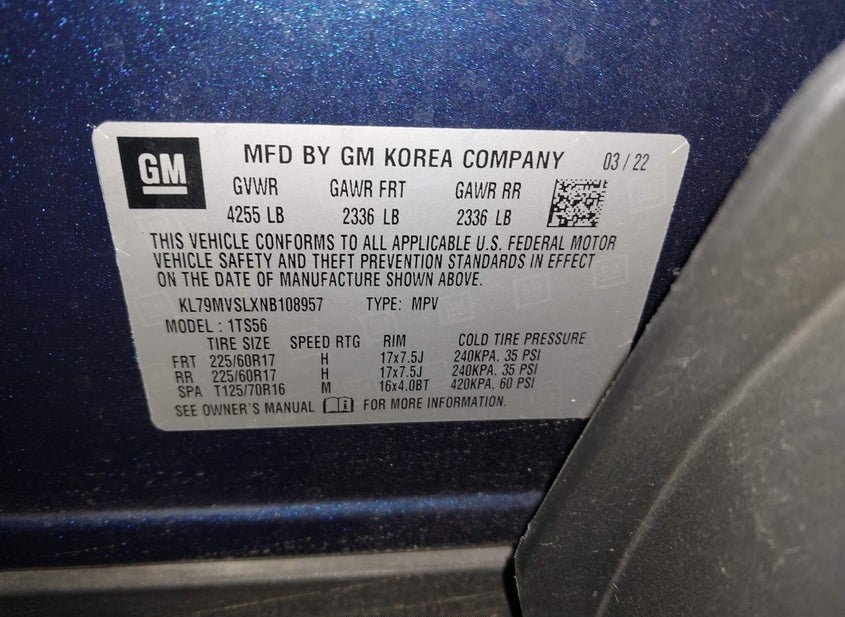 GM
MFD BY GM KOREA COMPANY 03 / 22
GVWR GAWR FRT GAWR RR
4255 LB 2336 LB 2336 LB
THIS VEHICLE CONFORMS TO ALL APPLICABLE U.S. FEDERAL MOTOR
VEHICLE SAFETY AND THEFT PREVENTION STANDARDS IN EFFECT
ON THE DATE OF MANUFACTURE SHOWN ABOVE.
KL79MVSLXNB108957 TYPE: MPV
MODEL : 1TS56
TIRE SIZE SPEED RTG RIM COLD TIRE PRESSURE
FRT 225/60R17 H 17x7.5J 240KPA. 35 PSI
RR 225/60R17 H 17x7.5J 240KPA. 35 PSI
SPA T125/70R16 M 16x4.0BT 420KPA. 60 PSI
SEE OWNER'S MANUAL FOR MORE INFORMATION.